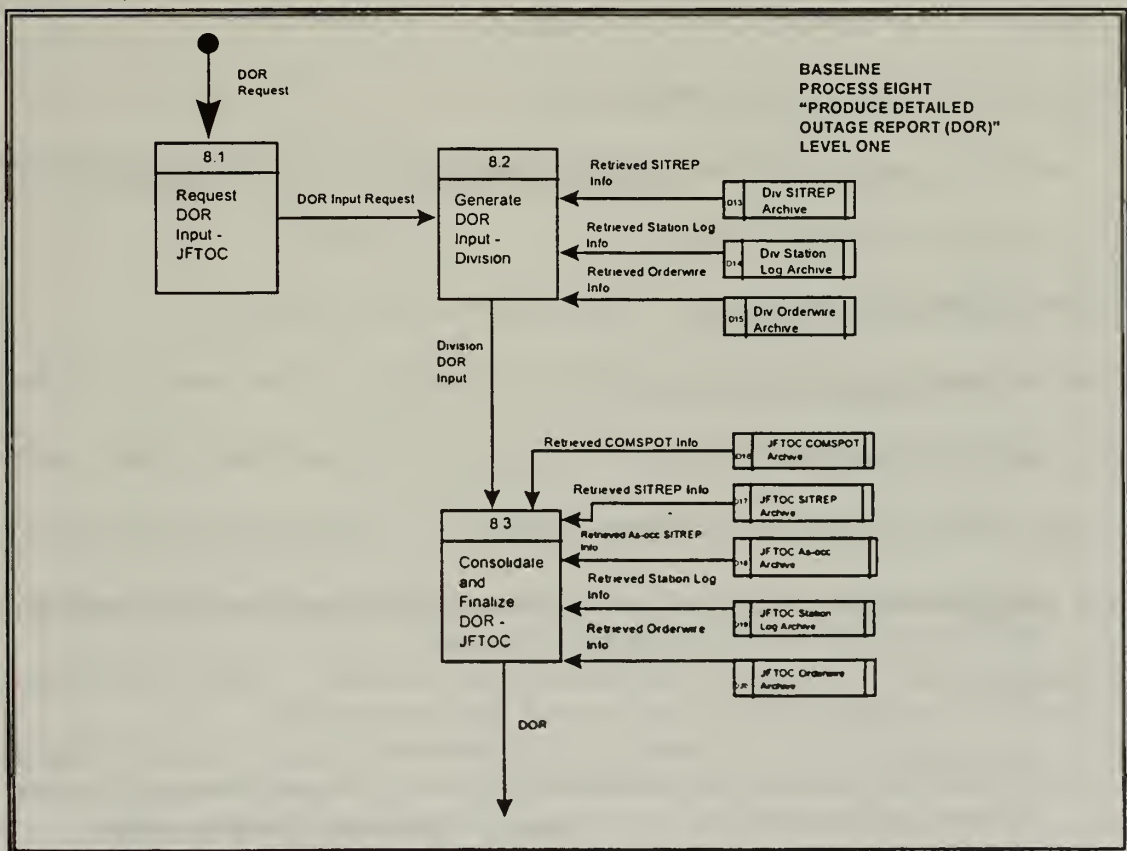 DOR
Request
BASELINE
PROCESS EIGHT
"PRODUCE DETAILED
OUTAGE REPORT (DOR)"
LEVEL ONE
8.1
Request
DOR
Input -
JFTOC
DOR Input Request
8.2
Generate
DOR
Input -
Division
Retrieved SITREP
Info
D13
Div SITREP
Archive
Retrieved Station Log
Info
D14
Div Station
Log Archive
Retrieved Orderwire
Info
D15
Div Orderwire
Archive
Division
DOR
Input
Retrieved COMSPOT Info
D16
JFTOC COMSPOT
Archive
Retrieved SITREP Info
D17
JFTOC SITREP
Archive
8.3
Consolidate
and
Finalize
DOR -
JFTOC
Retrieved As-occ SITREP
Info
D18
JFTOC As-occ
Archive
Retrieved Station Log
Info
D19
JFTOC Station
Log Archive
Retrieved Orderwire
Info
JFTOC Orderwire
Archive
DOR